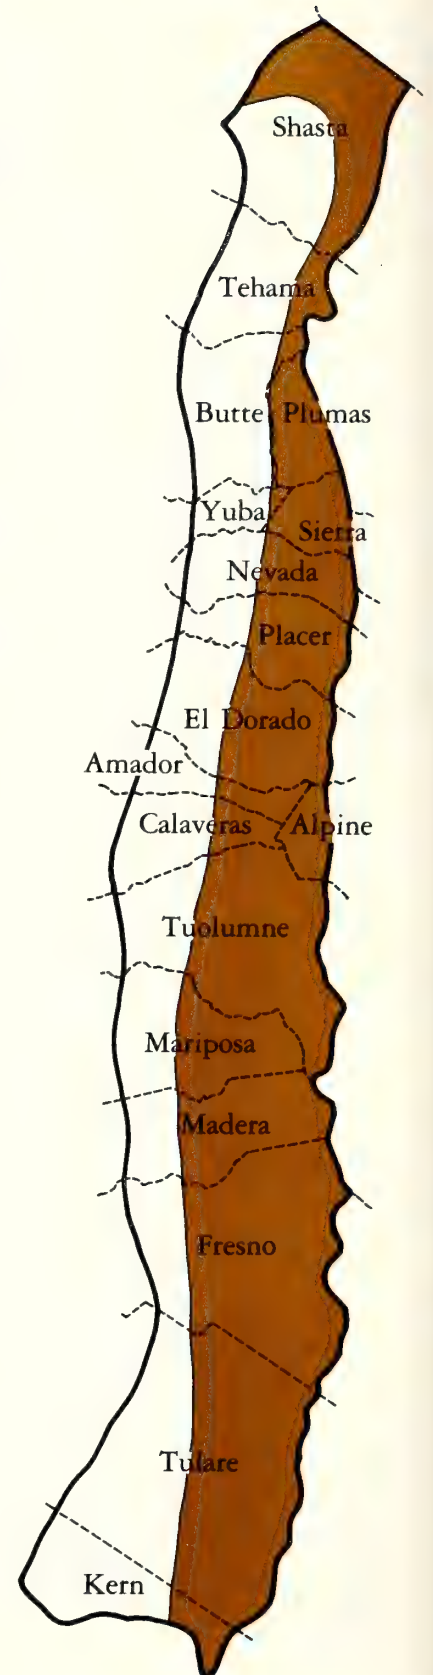 Shasta
Tehama
Butte Plumas
Yuba
Sierra
Nevada
Placer
El Dorado
Amador
Calaveras Alpine
Tuolumne
Mariposa
Madera
Fresno
Tulare
Kern